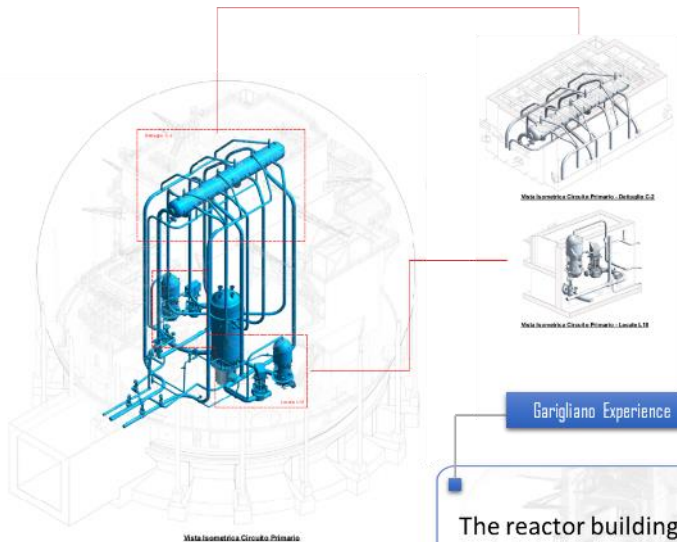 Vista Isometrica Circuito Primario - Dettaglio C-2
Vista Isometrica Circuito Primario - Locale L18
Garigliano Experience
The reactor building
Vista Isometrica Circuito Primario